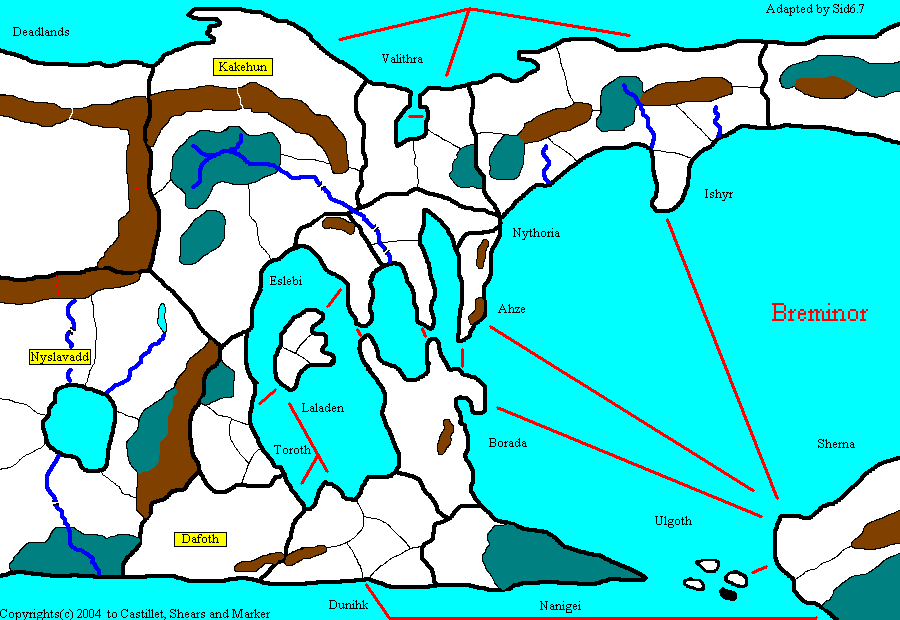 Adapted by Sid6.7
Deadlands
Valithra
Kakehun
Ishyr
Nythoria
Eslebi
Ahze
Breminor
Nyslavadd
Laladen
Borada
Sherna
Toroth
Ulgoth
Dafoth
Dunihk
Nanigei
Copyrights(c) 2004 to Castillet, Shears and Marker